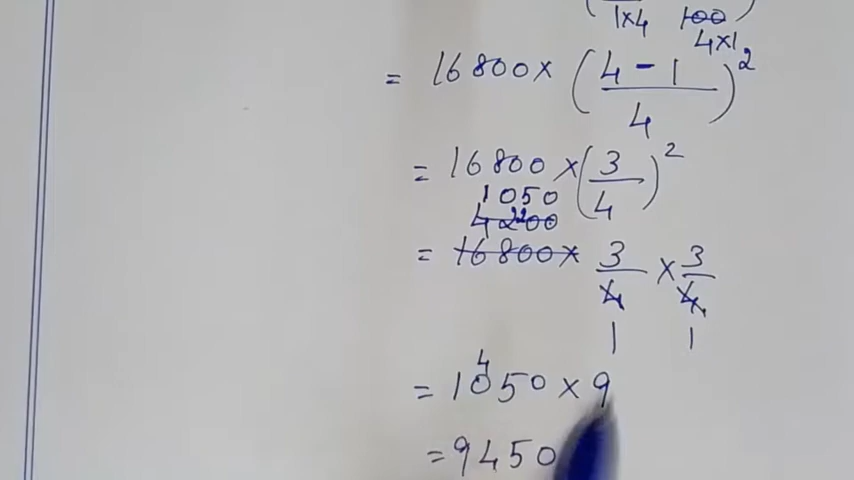 1x4 100
4x1
= 16800 x (4 - 1 / 4)2
= 16800 x (3 / 4)2
1050
4200
= 16800 x 3/4 x 3/4
1 1
4
= 1050 x 9
= 9450